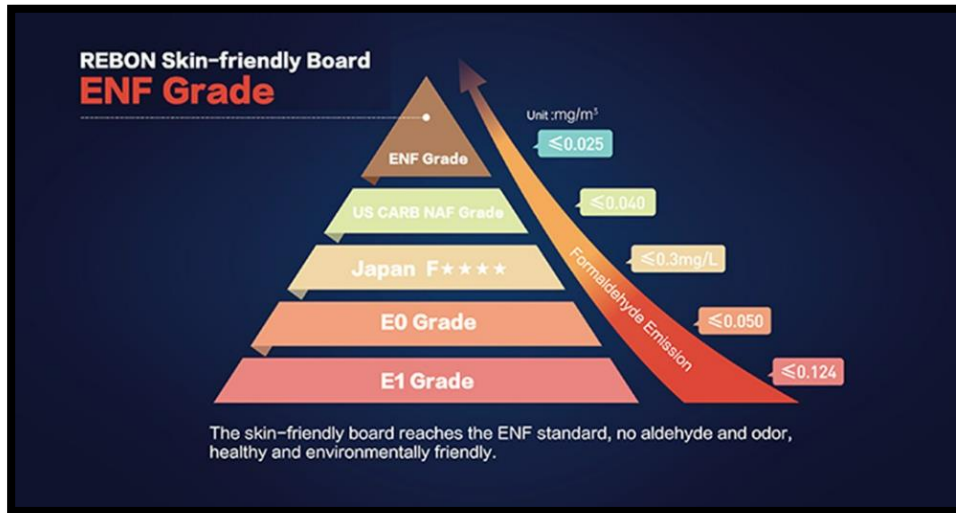 REBON Skin-friendly Board
ENF Grade
Unit :mg/m³
ENF Grade
≤0.025
US CARB NAF Grade
≤0.040
Japan F★★★★
≤0.3mg/L
E0 Grade
≤0.050
E1 Grade
≤0.124
Formaldehyde Emission
The skin-friendly board reaches the ENF standard, no aldehyde and odor,
healthy and environmentally friendly.